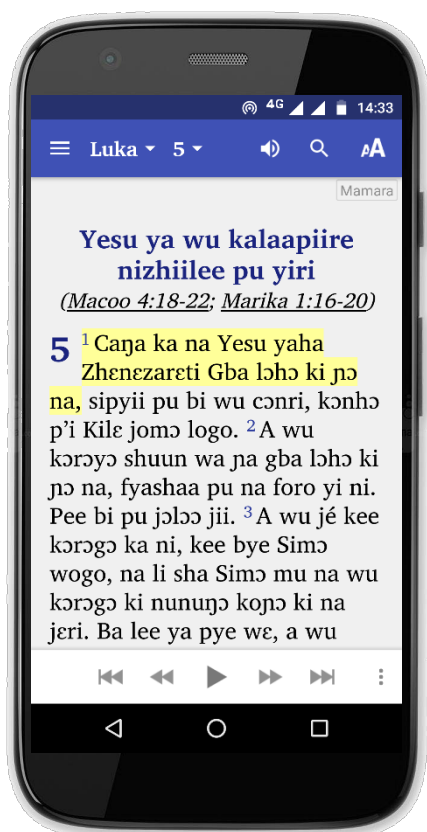 4G 14:33
Luka 5 AA
Mamara
Yesu ya wu kalaapiire
nizhiilee pu yiri
(Macoo 4:18-22; Marika 1:16-20)
5 1 Caŋa ka na Yesu yaha
Zhɛnɛzarɛti Gba lɔhɔ ki ɲɔ
na, sipyii pu bi wu cɔnri, kɔnhɔ
p’i Kilɛ jomɔ logo. 2 A wu
kɔrɔyɔ shuun wa ɲa gba lɔhɔ ki
ɲɔ na, fyashaa pu na foro yi ni.
Pee bi pu jɔlɔɔ jii. 3 A wu jé kee
kɔrɔgɔ ka ni, kee bye Simɔ
wogo, na li sha Simɔ mu na wu
kɔrɔgɔ ki nunuŋɔ koɲɔ ki na
jɛri. Ba lee ya pye wɛ, a wu